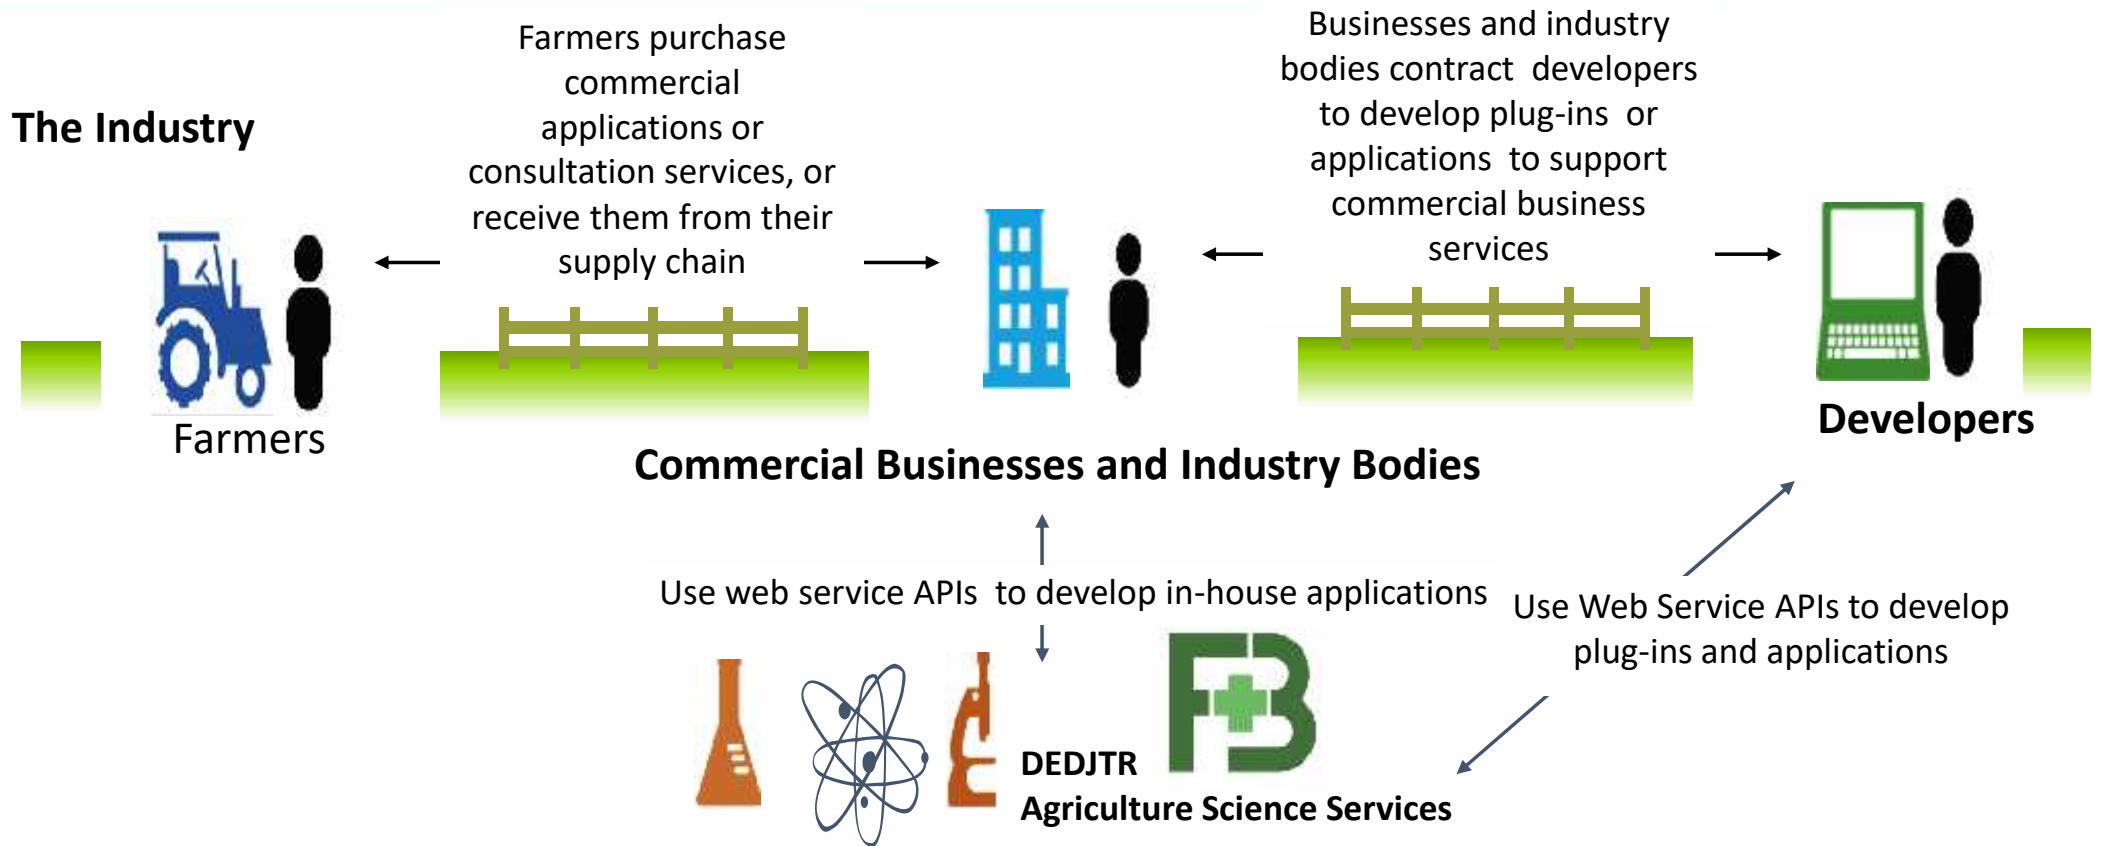 The Industry
Farmers purchase
commercial
applications or
consultation services, or
receive them from their
supply chain
Businesses and industry
bodies contract developers
to develop plug-ins or
applications to support
commercial business
services
Farmers
Commercial Businesses and Industry Bodies
Developers
Use web service APIs to develop in-house applications
Use Web Service APIs to develop
plug-ins and applications
F+B
DEDJTR
Agriculture Science Services